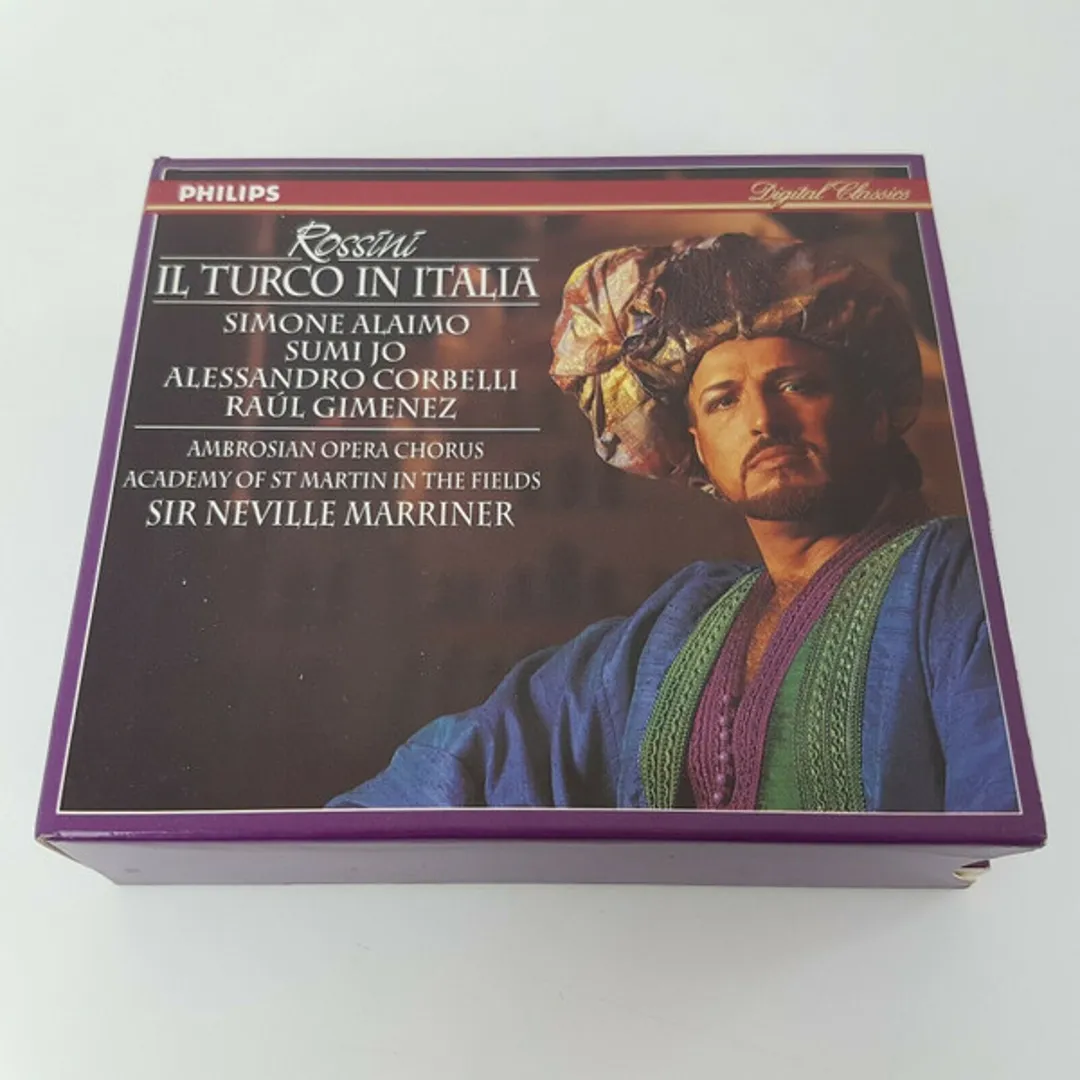 PHILIPS
Digital Classics
Rossini
IL TURCO IN ITALIA
SIMONE ALAIMO
SUMI JO
ALESSANDRO CORBELLI
RAÚL GIMENEZ
AMBROSIAN OPERA CHORUS
ACADEMY OF ST MARTIN IN THE FIELDS
SIR NEVILLE MARRINER